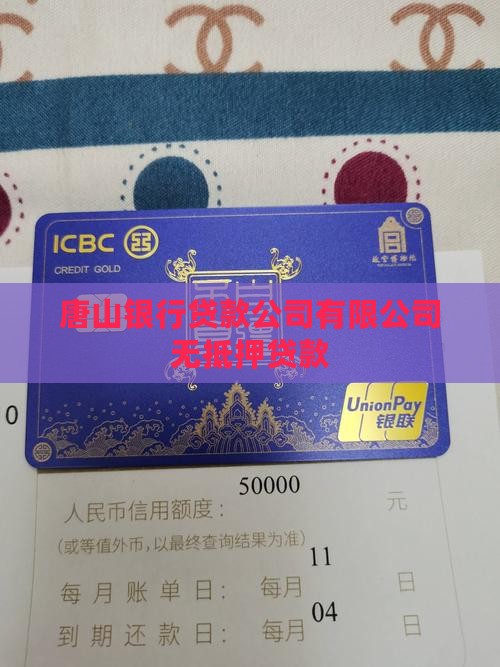 ICBC
CREDIT GOLD
故宫博物院
唐山银行贷款公司有限公司
无抵押贷款
UnionPay
银联
0
50000
人民币信用额度：元
(或等值外币，以最终查询结果为准)
11
每月账单日：每月 日
04
到期还款日：每月 日